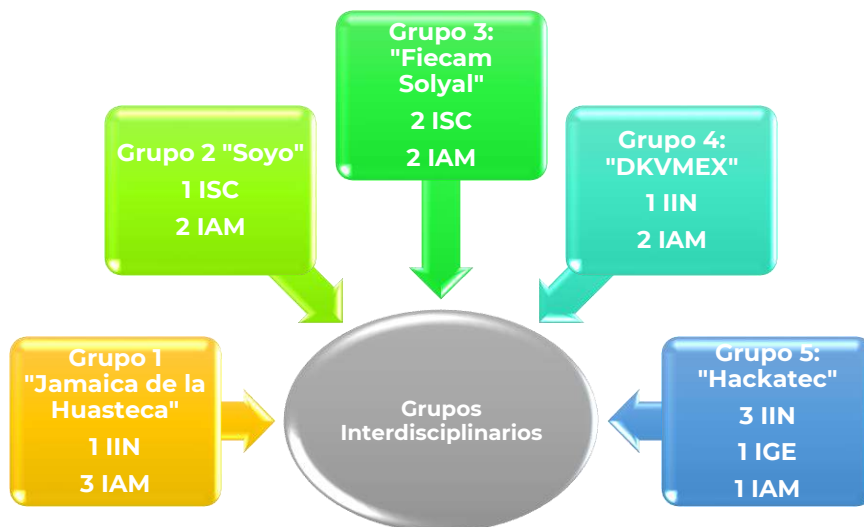 Grupo 1
"Jamaica de la
Huasteca"
1 IIN
3 IAM
Grupo 2 "Soyo"
1 ISC
2 IAM
Grupo 3:
"Fiecam
Solyal"
2 ISC
2 IAM
Grupo 4:
"DKVMEX"
1 IIN
2 IAM
Grupo 5:
"Hackatec"
3 IIN
1 IGE
1 IAM
Grupos
Interdisciplinarios